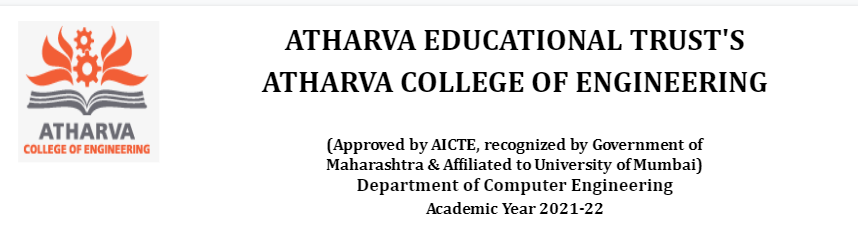 ATHARVA EDUCATIONAL TRUST'S
ATHARVA COLLEGE OF ENGINEERING
ATHARVA
COLLEGE OF ENGINEERING
(Approved by AICTE, recognized by Government of
Maharashtra & Affiliated to University of Mumbai)
Department of Computer Engineering
Academic Year 2021-22